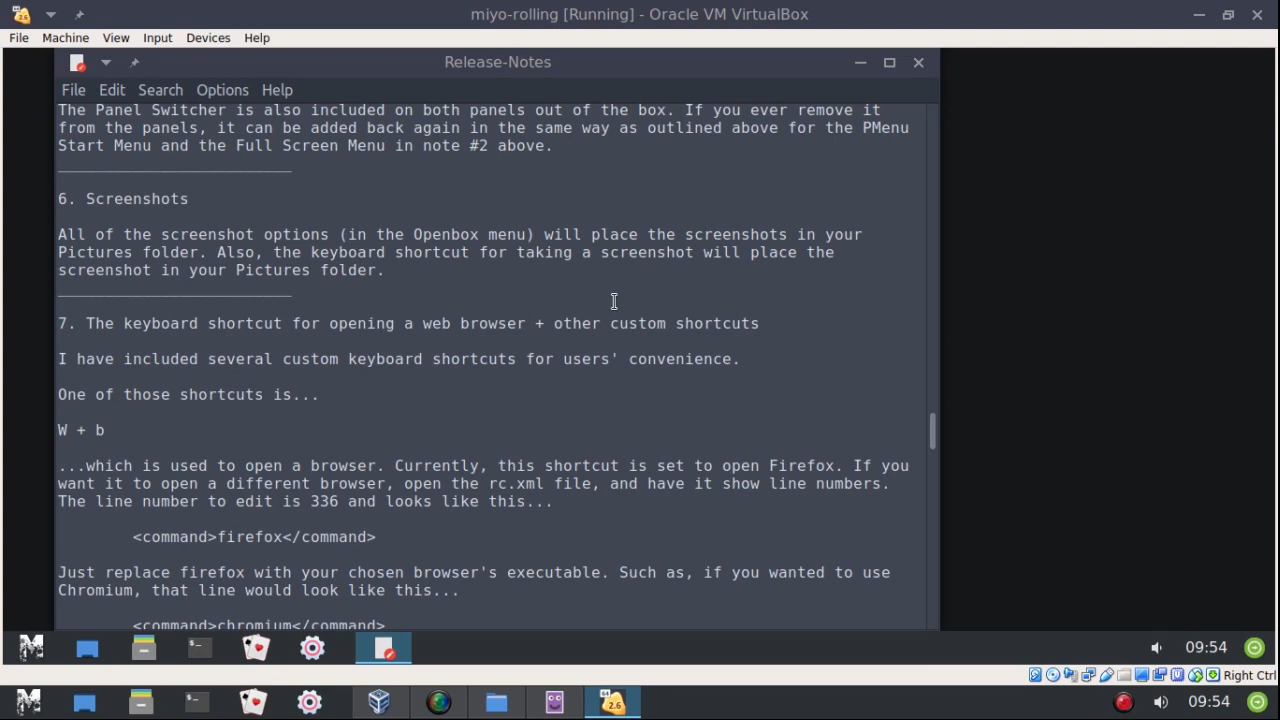 miyo-rolling [Running] - Oracle VM VirtualBox
File Machine View Input Devices Help
Release-Notes
File Edit Search Options Help
The Panel Switcher is also included on both panels out of the box. If you ever remove it
from the panels, it can be added back again in the same way as outlined above for the PMenu
Start Menu and the Full Screen Menu in note #2 above.
_________________________
6. Screenshots
All of the screenshot options (in the Openbox menu) will place the screenshots in your
Pictures folder. Also, the keyboard shortcut for taking a screenshot will place the
screenshot in your Pictures folder.
_________________________
7. The keyboard shortcut for opening a web browser + other custom shortcuts
I have included several custom keyboard shortcuts for users' convenience.
One of those shortcuts is...
W + b
...which is used to open a browser. Currently, this shortcut is set to open Firefox. If you
want it to open a different browser, open the rc.xml file, and have it show line numbers.
The line number to edit is 336 and looks like this...
<command>firefox</command>
Just replace firefox with your chosen browser's executable. Such as, if you wanted to use
Chromium, that line would look like this...
<command>chromium</command>
09:54
Right Ctrl
09:54